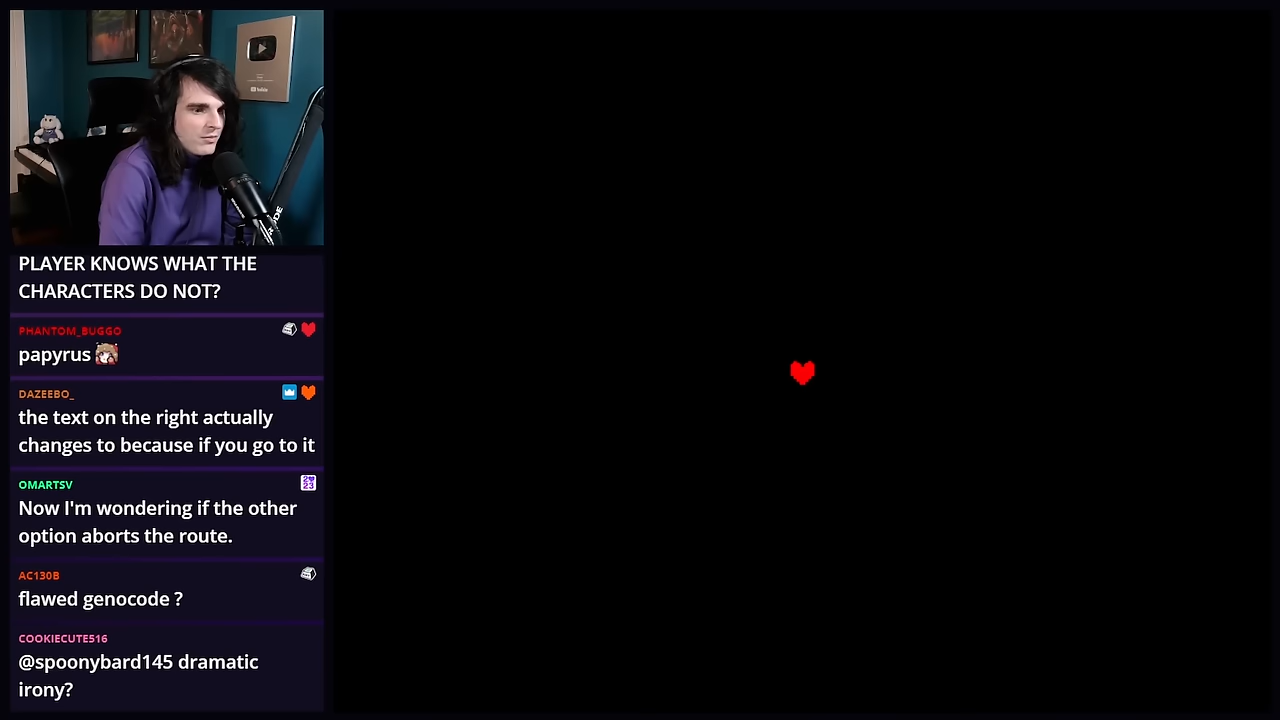 PLAYER KNOWS WHAT THE
CHARACTERS DO NOT?
PHANTOM_BUGGO
papyrus
DAZEEBO_
the text on the right actually
changes to because if you go to it
OMARTSV
Now I'm wondering if the other
option aborts the route.
AC130B
flawed genocode ?
COOKIECUTE516
@spoonybard145 dramatic
irony?